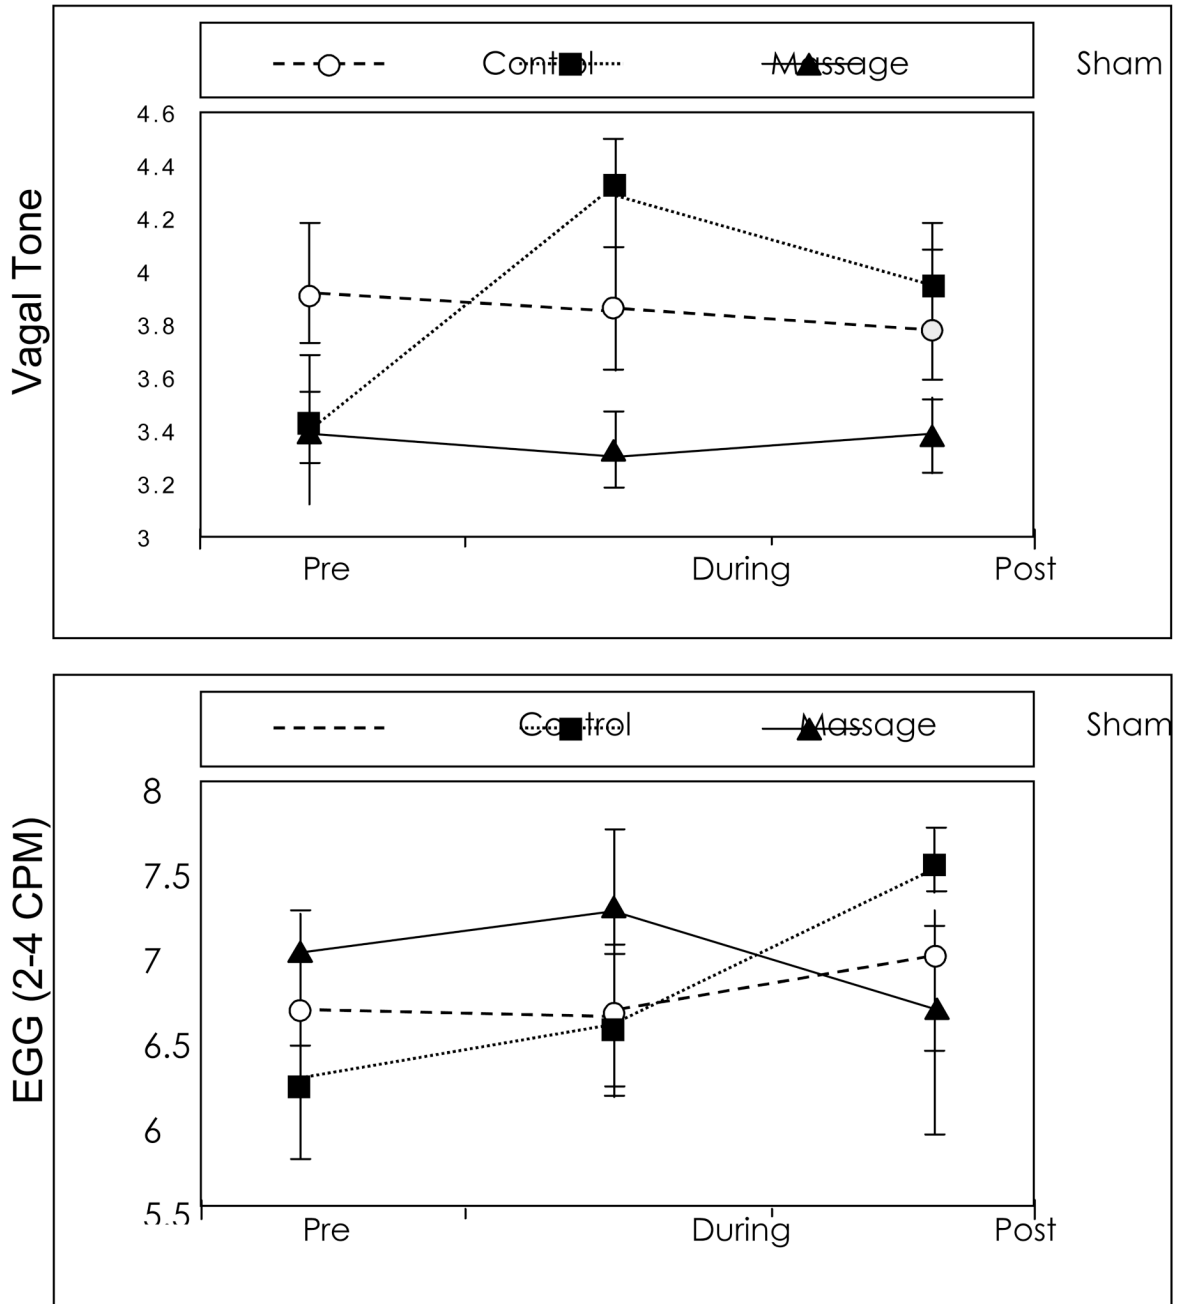 Control Massage Sham
Vagal Tone
4.6
4.4
4.2
4
3.8
3.6
3.4
3.2
3
Pre During Post
Control Massage Sham
EGG (2-4 CPM)
8
7.5
7
6.5
6
5.5
Pre During Post